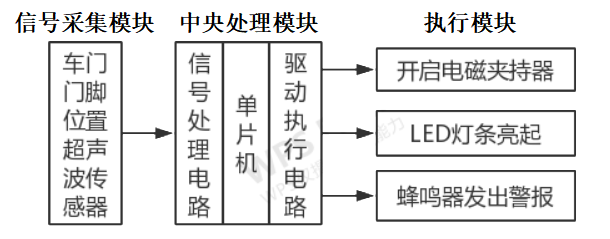 信号采集模块 中央处理模块 执行模块
车门
门脚
位置
超声
波传
感器
信号处理电路
单片机
驱动执行电路
开启电磁夹持器
LED灯条亮起
蜂鸣器发出警报